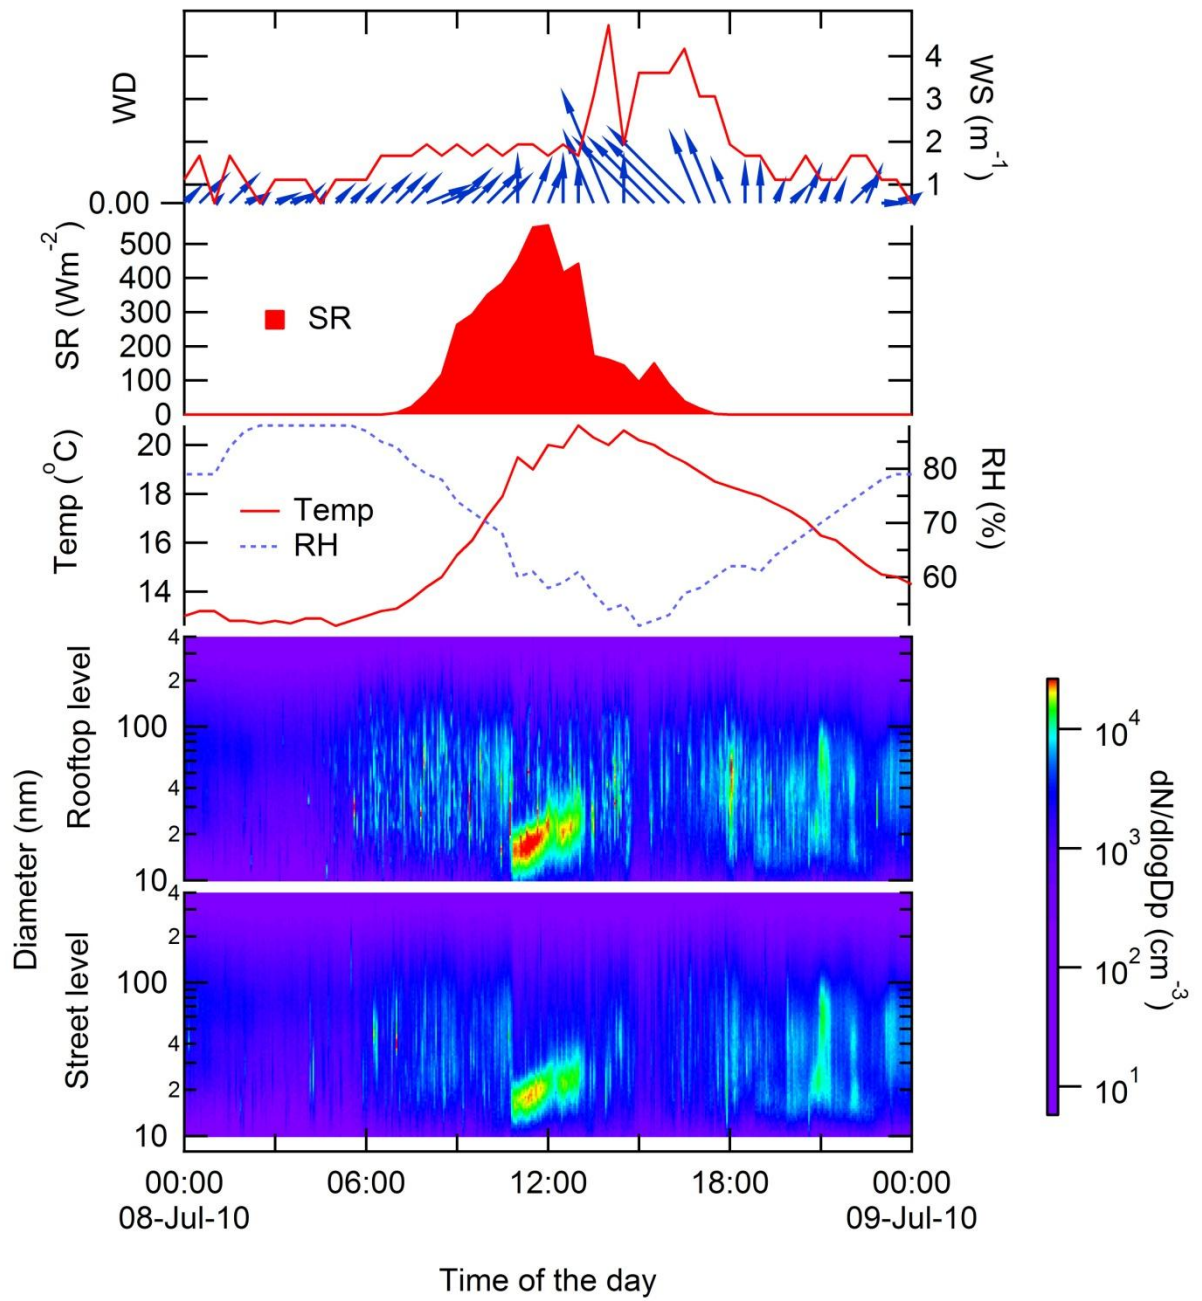 WD
4
3
2
1
0.00
WS (m⁻¹)
SR (Wm⁻²)
500
400
300
200
100
0
SR
Temp (°C)
20
18
16
14
Temp
RH
80
70
60
RH (%)
Diameter (nm)
Rooftop level
4
2
100
4
2
10
Street level
4
2
100
4
2
10
10⁴
10³
10²
10¹
dN/dlogDp (cm⁻³)
00:00 06:00 12:00 18:00 00:00
08-Jul-10 09-Jul-10
Time of the day